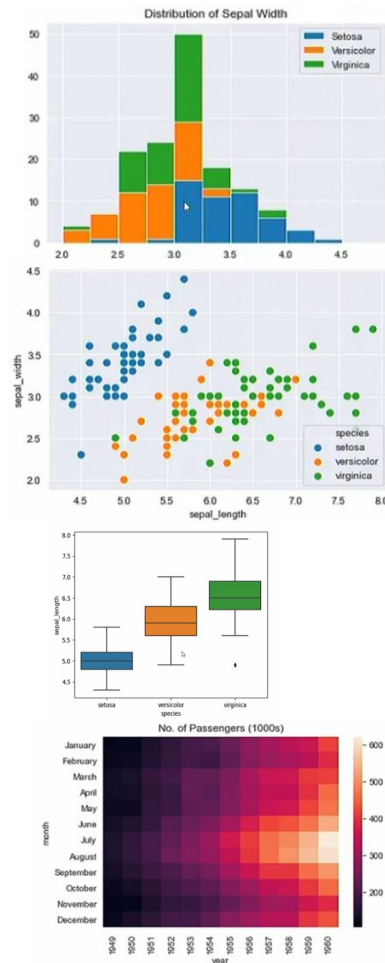 Distribution of Sepal Width
Setosa
Versicolor
Virginica
50
40
30
20
10
0
2.0 2.5 3.0 3.5 4.0 4.5
4.5
4.0
3.5
3.0
2.5
2.0
sepal_width
species
setosa
versicolor
virginica
4.5 5.0 5.5 6.0 6.5 7.0 7.5 8.0
sepal_length
8.0
7.5
7.0
6.5
6.0
5.5
5.0
4.5
sepal_length
setosa versicolor virginica
species
No. of Passengers (1000s)
January
February
March
April
May
June
July
August
September
October
November
December
month
600
500
400
300
200
1949 1950 1951 1952 1953 1954 1955 1956 1957 1958 1959 1960
year